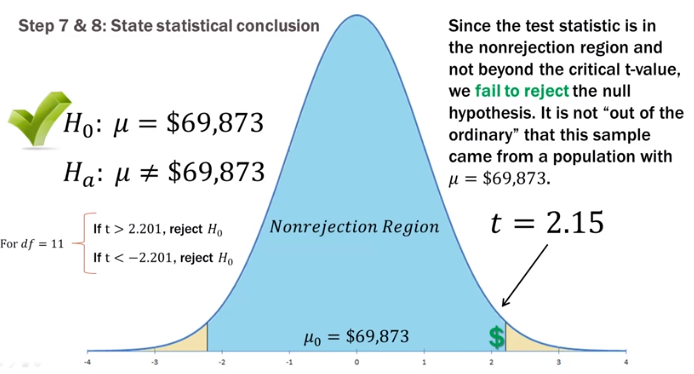 Step 7 & 8: State statistical conclusion
Since the test statistic is in
the nonrejection region and
not beyond the critical t-value,
we fail to reject the null
hypothesis. It is not “out of the
ordinary” that this sample
came from a population with
μ = $69,873.
H₀: μ = $69,873
Hₐ: μ ≠ $69,873
For df = 11
If t > 2.201, reject H₀
If t < −2.201, reject H₀
Nonrejection Region
t = 2.15
μ₀ = $69,873
$
-4 -3 -2 -1 0 1 2 3 4